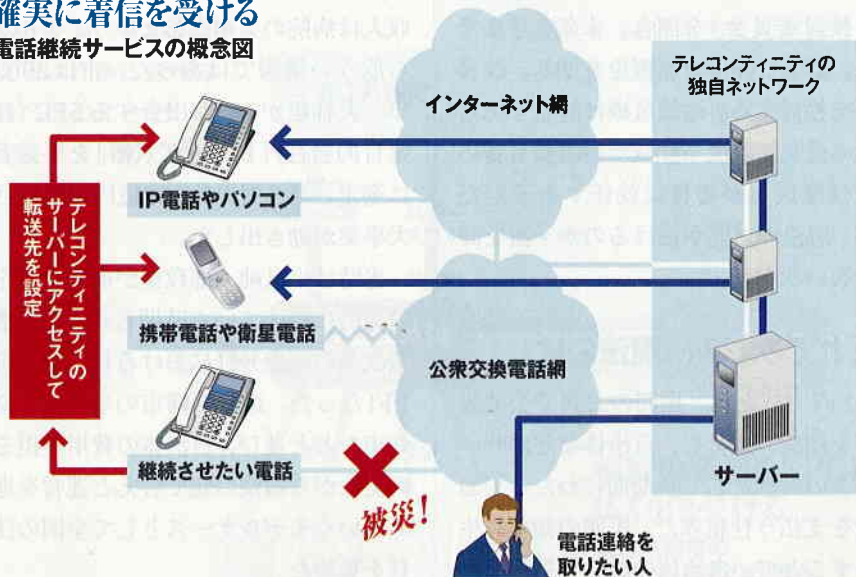 確実に着信を受ける
電話継続サービスの概念図
インターネット網
テレコンティニティの
独自ネットワーク
IP電話やパソコン
テレコンティニティの
サーバーにアクセスして
転送先を設定
携帯電話や衛星電話
公衆交換電話網
継続させたい電話
被災!
サーバー
電話連絡を
取りたい人